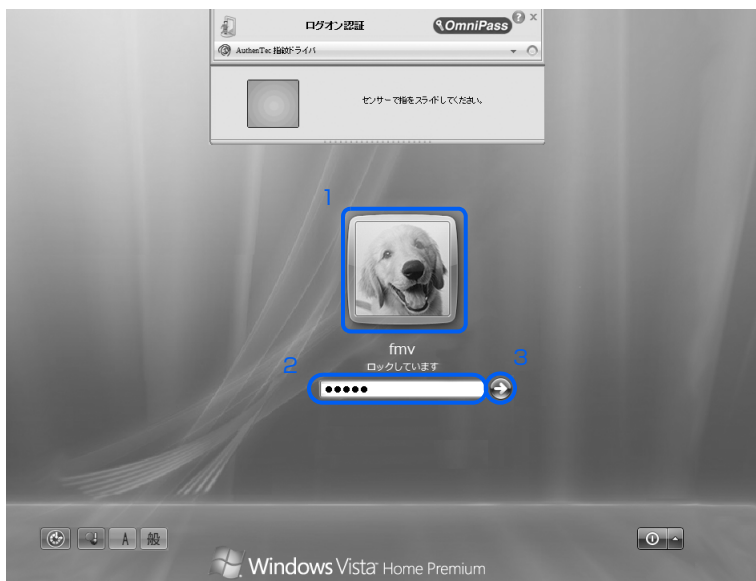 ログオン認証
OmniPass
AuthenTec 指紋ドライバ
センサーで指をスライドしてください。
1
fmv
ロックしています
2
●●●●●
3
A 般
Windows Vista™ Home Premium